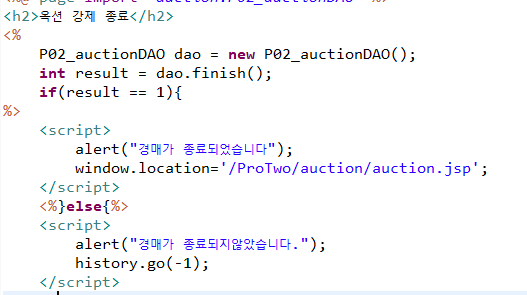 <%@ page import="auction.P02_auctionDAO" %>
<h2>옥션 강제 종료</h2>
<%
P02_auctionDAO dao = new P02_auctionDAO();
int result = dao.finish();
if(result == 1){
%>
<script>
alert("경매가 종료되었습니다");
window.location='/ProTwo/auction/auction.jsp';
</script>
<%}else{%>
<script>
alert("경매가 종료되지않았습니다.");
history.go(-1);
</script>